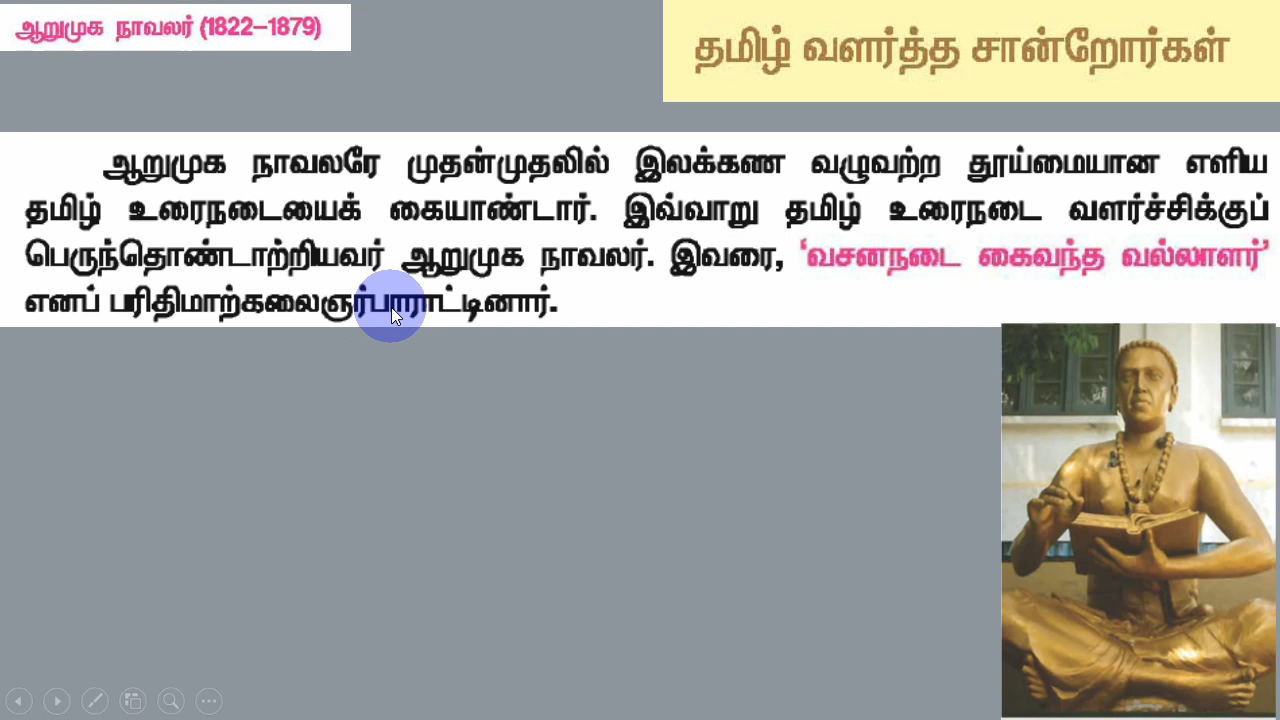 ஆறுமுக நாவலர் (1822–1879)
தமிழ் வளர்த்த சான்றோர்கள்
ஆறுமுக நாவலரே முதன்முதலில் இலக்கண வழுவற்ற தூய்மையான எளிய
தமிழ் உரைநடையைக் கையாண்டார். இவ்வாறு தமிழ் உரைநடை வளர்ச்சிக்குப்
பெருந்தொண்டாற்றியவர் ஆறுமுக நாவலர். இவரை, ‘வசனநடை கைவந்த வல்லாளர்’
எனப் பரிதிமாற்கலைஞர்பாராட்டினார்.